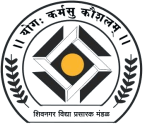 ॥ योगः कर्मसु कौशलम् ॥
शिवनगर विद्या प्रसारक मंडळ